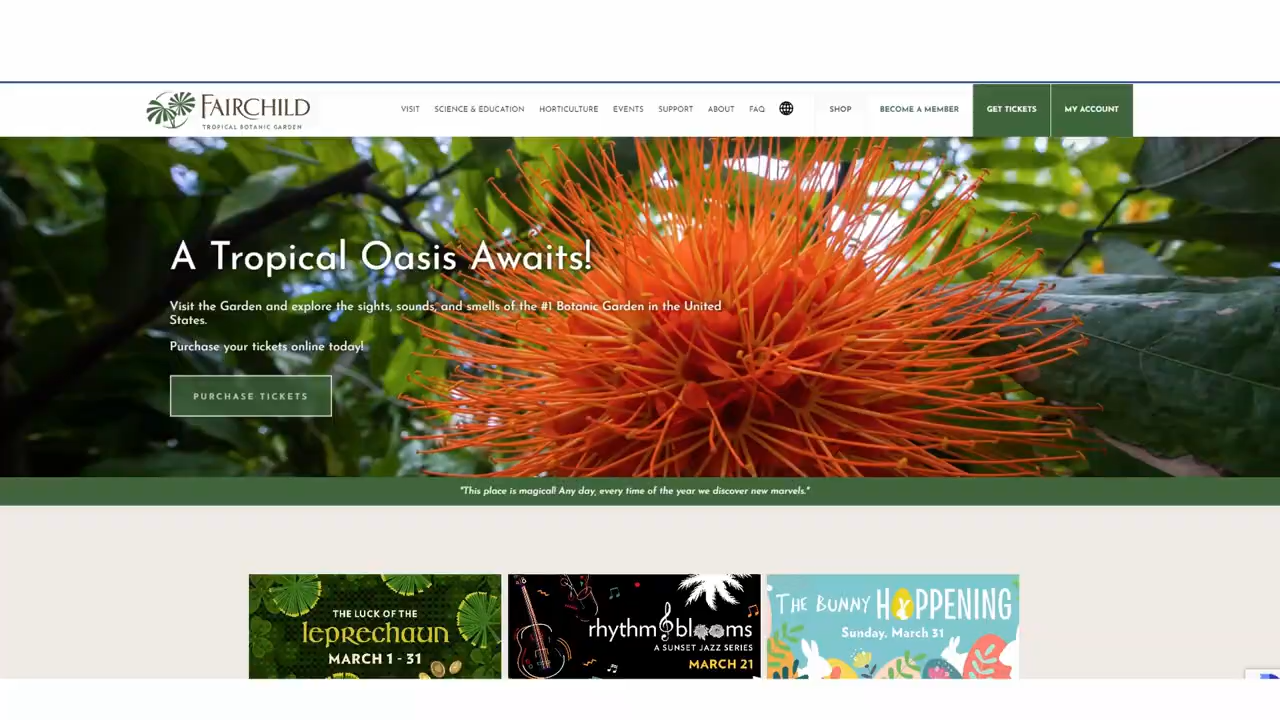 FAIRCHILD
TROPICAL BOTANIC GARDEN
VISIT SCIENCE & EDUCATION HORTICULTURE EVENTS SUPPORT ABOUT FAQ SHOP BECOME A MEMBER GET TICKETS MY ACCOUNT
A Tropical Oasis Awaits!
Visit the Garden and explore the sights, sounds, and smells of the #1 Botanic Garden in the United
States.
Purchase your tickets online today!
PURCHASE TICKETS
"This place is magical! Any day, every time of the year we discover new marvels."
THE LUCK OF THE
leprechaun
MARCH 1 - 31
rhythm blooms
A SUNSET JAZZ SERIES
MARCH 21
THE BUNNY HOPPENING
Sunday, March 31